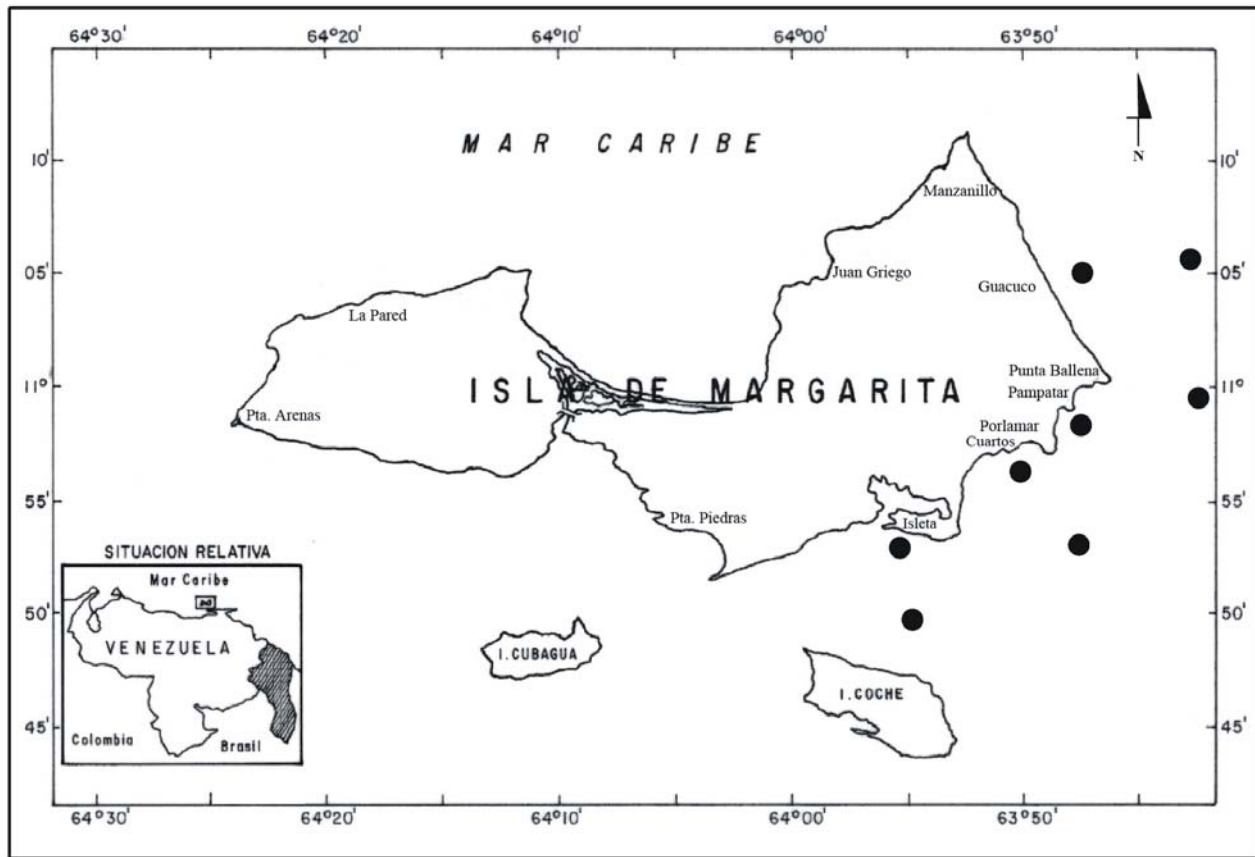 64°30' 64°20' 64°10' 64°00' 63°50'
N
MAR CARIBE
10' 10'
Manzanillo
05' Juan Griego 05'
Guacuco
La Pared
Punta Ballena
11° ISLA DE MARGARITA 11°
Pampatar
Pta. Arenas
Porlamar
Cuartos
55' 55'
Pta. Piedras Isleta
SITUACION RELATIVA
Mar Caribe
50' 50'
VENEZUELA
I. CUBAGUA
I. COCHE
45' 45'
Colombia Brasil
64°30' 64°20' 64°10' 64°00' 63°50'